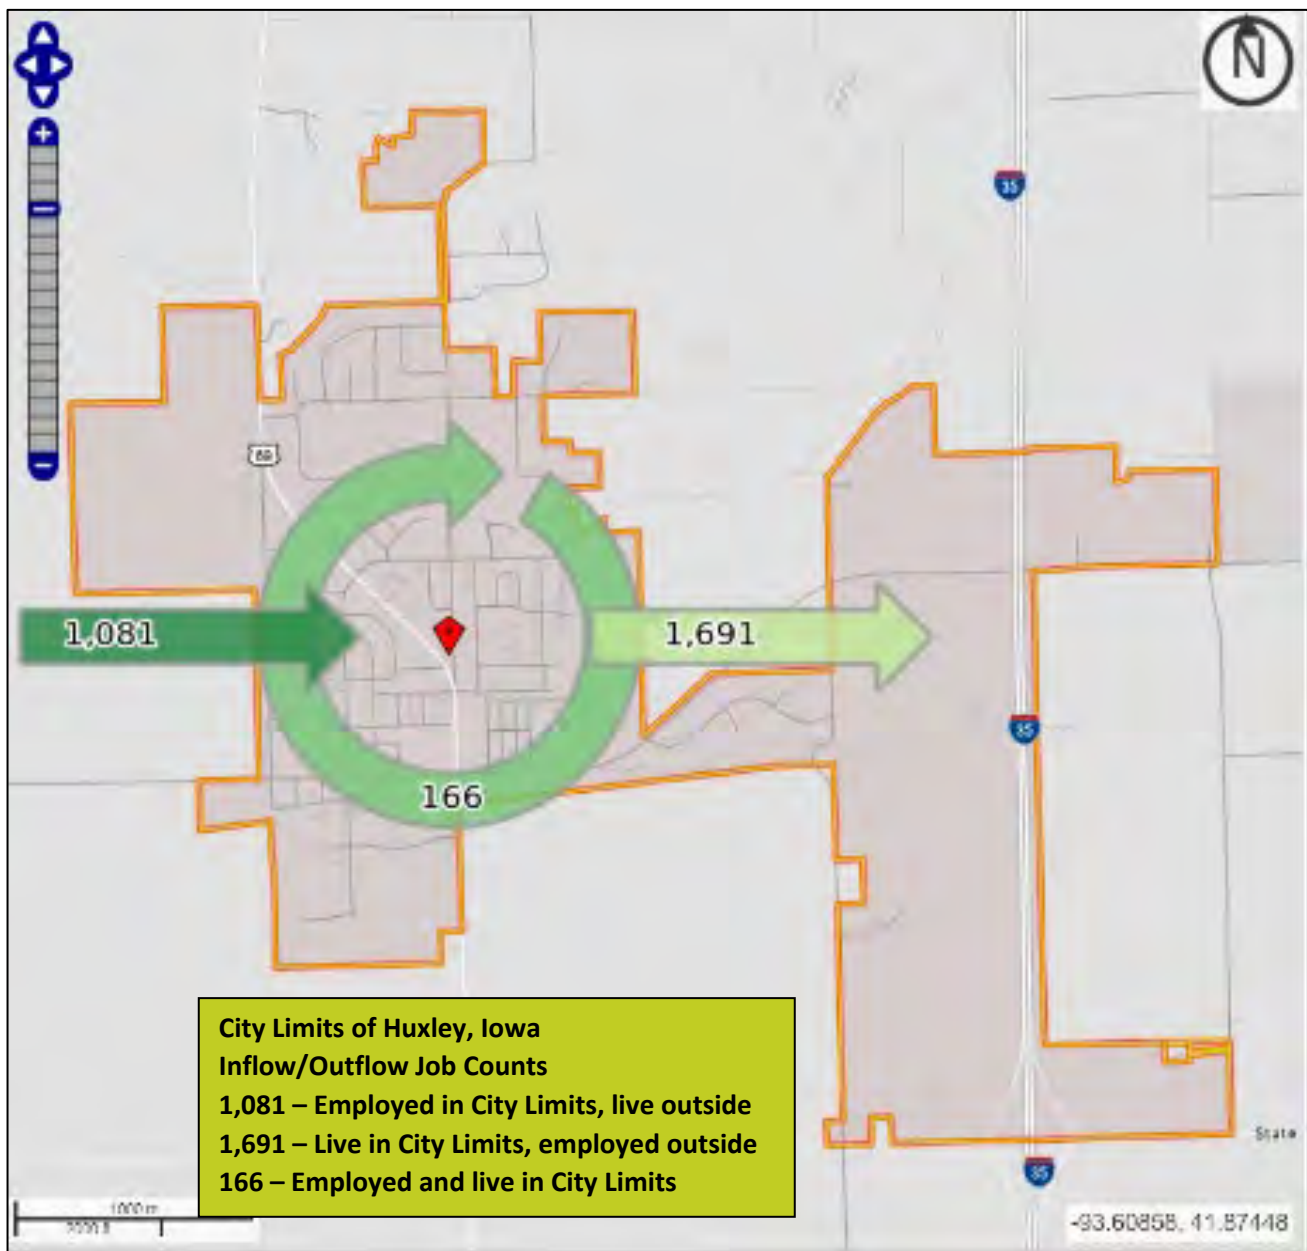 N
+
35
69
1,081
1,691
35
166
City Limits of Huxley, Iowa
Inflow/Outflow Job Counts
1,081 – Employed in City Limits, live outside
1,691 – Live in City Limits, employed outside
166 – Employed and live in City Limits
State
35
1000 m
-93.60858, 41.87448